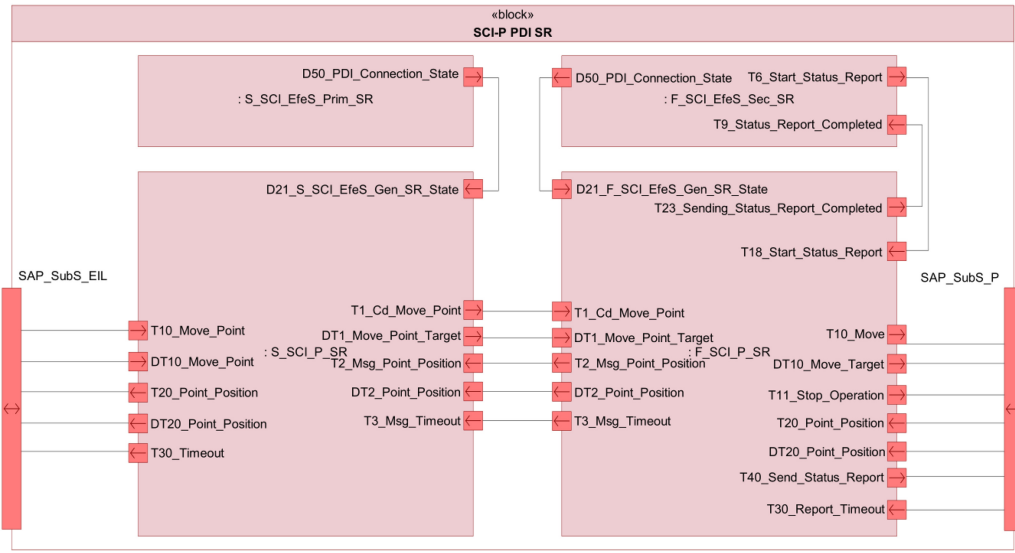 «block»
SCI-P PDI SR
D50_PDI_Connection_State
: S_SCI_EfeS_Prim_SR
D50_PDI_Connection_State
T6_Start_Status_Report
: F_SCI_EfeS_Sec_SR
T9_Status_Report_Completed
D21_S_SCI_EfeS_Gen_SR_State
D21_F_SCI_EfeS_Gen_SR_State
T23_Sending_Status_Report_Completed
T18_Start_Status_Report
SAP_SubS_EIL
SAP_SubS_P
T10_Move_Point
DT10_Move_Point
T20_Point_Position
DT20_Point_Position
T30_Timeout
: S_SCI_P_SR
T1_Cd_Move_Point
DT1_Move_Point_Target
T2_Msg_Point_Position
DT2_Point_Position
T3_Msg_Timeout
T1_Cd_Move_Point
DT1_Move_Point_Target
T2_Msg_Point_Position
DT2_Point_Position
T3_Msg_Timeout
: F_SCI_P_SR
T10_Move
DT10_Move_Target
T11_Stop_Operation
T20_Point_Position
DT20_Point_Position
T40_Send_Status_Report
T30_Report_Timeout